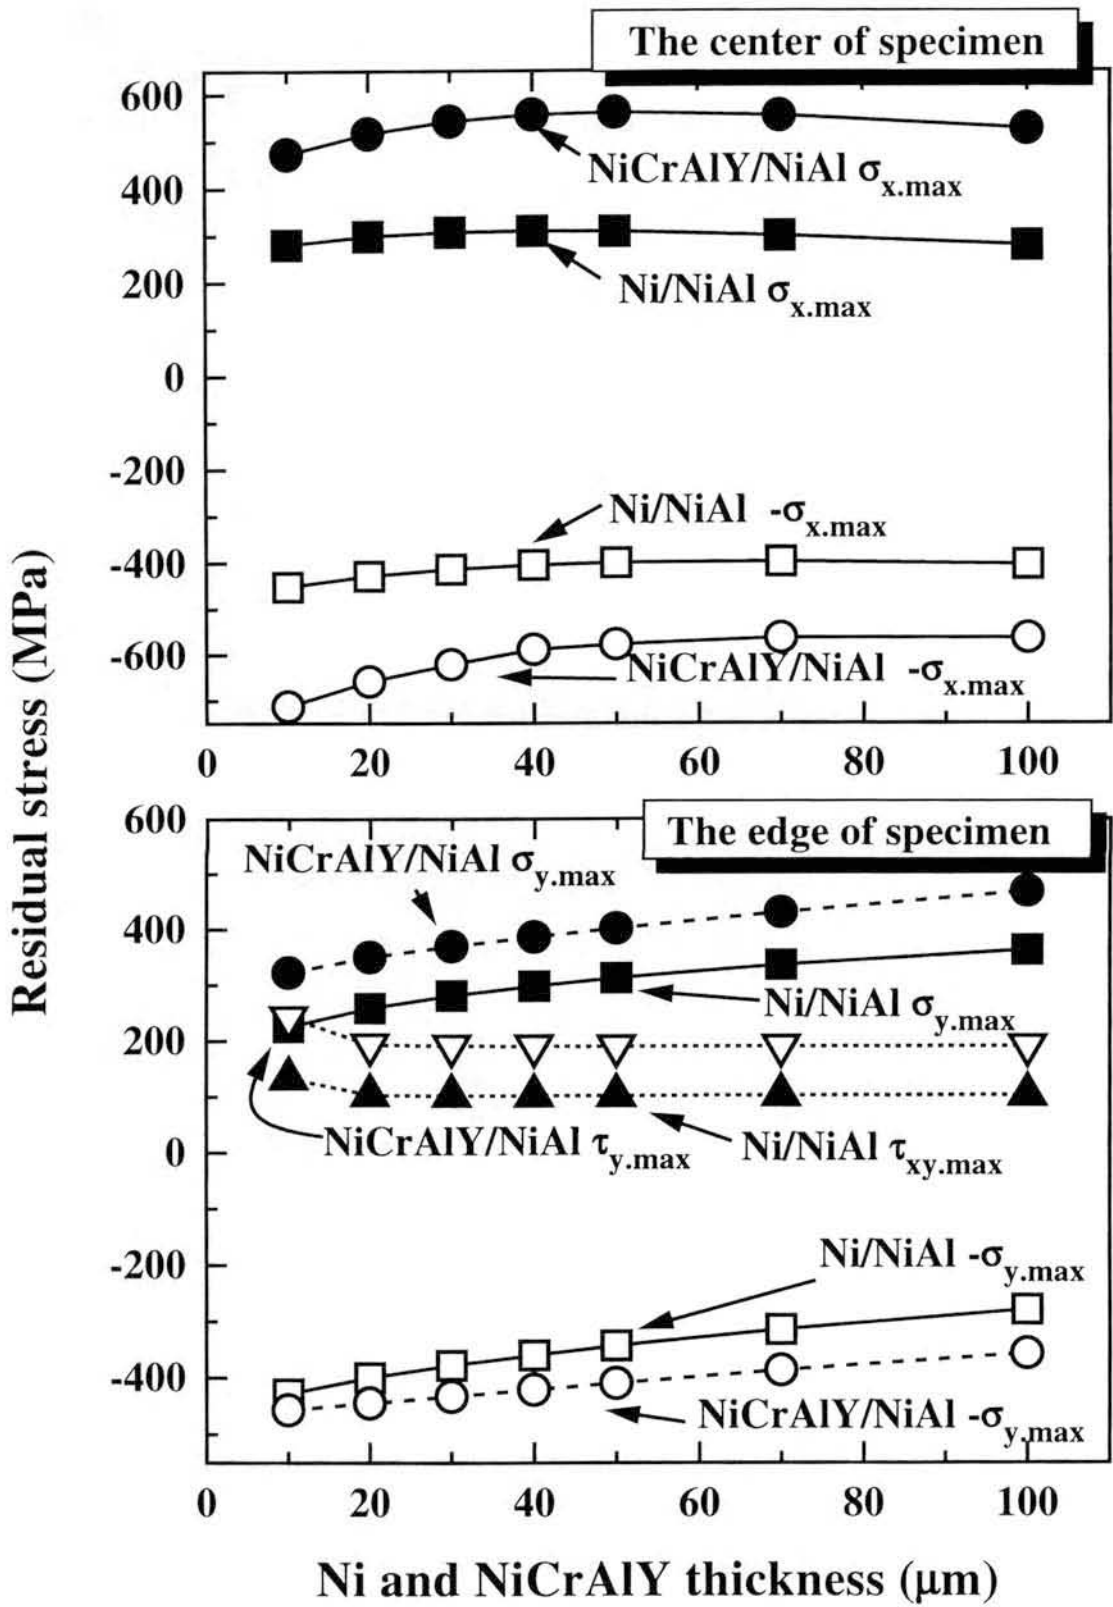 The center of specimen
600
400
200
0
-200
-400
-600
NiCrAlY/NiAl σx.max
Ni/NiAl σx.max
Ni/NiAl -σx.max
NiCrAlY/NiAl -σx.max
0 20 40 60 80 100
Residual stress (MPa)
The edge of specimen
600
400
200
0
-200
-400
NiCrAlY/NiAl σy.max
Ni/NiAl σy.max
NiCrAlY/NiAl τy.max
Ni/NiAl τxy.max
Ni/NiAl -σy.max
NiCrAlY/NiAl -σy.max
0 20 40 60 80 100
Ni and NiCrAlY thickness (μm)